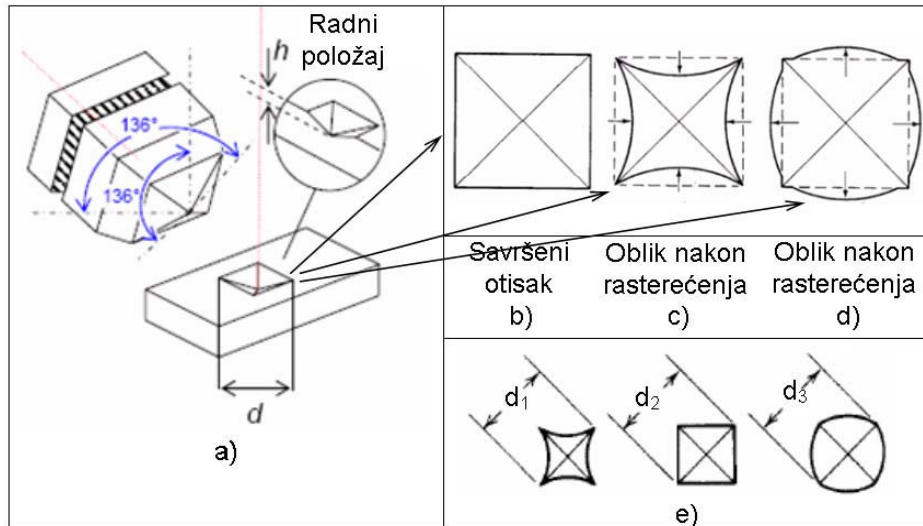 Radni
položaj
h
136°
136°
d
a)
Savršeni
otisak
b)
Oblik nakon
rasterećenja
c)
Oblik nakon
rasterećenja
d)
d₁
d₂
d₃
e)